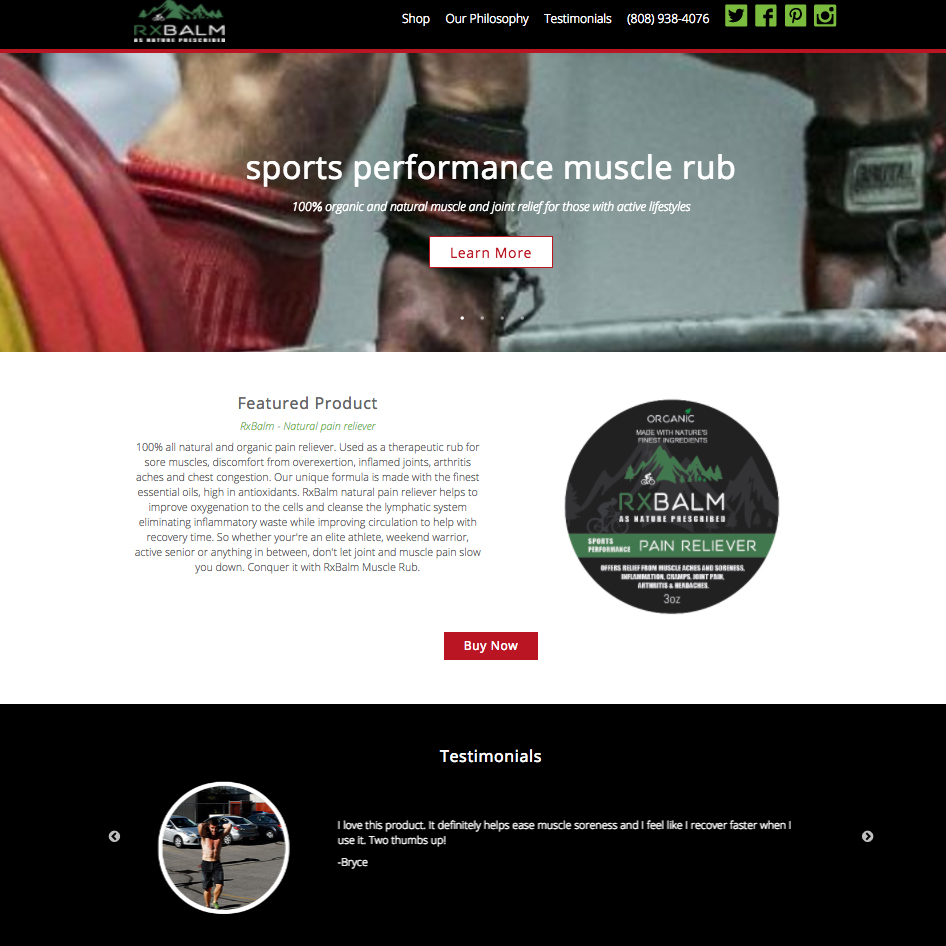 RXBALM
AS NATURE PRESCRIBED
Shop Our Philosophy Testimonials (808) 938-4076
BRUTAL
sports performance muscle rub
100% organic and natural muscle and joint relief for those with active lifestyles
Learn More
Featured Product
RxBalm - Natural pain reliever
100% all natural and organic pain reliever. Used as a therapeutic rub for
sore muscles, discomfort from overexertion, inflamed joints, arthritis
aches and chest congestion. Our unique formula is made with the finest
essential oils, high in antioxidants. RxBalm natural pain reliever helps to
improve oxygenation to the cells and cleanse the lymphatic system
eliminating inflammatory waste while improving circulation to help with
recovery time. So whether your're an elite athlete, weekend warrior,
active senior or anything in between, don't let joint and muscle pain slow
you down. Conquer it with RxBalm Muscle Rub.
ORGANIC
MADE WITH NATURE'S
FINEST INGREDIENTS
RXBALM
AS NATURE PRESCRIBED
SPORTS
PERFORMANCE
PAIN RELIEVER
OFFERS RELIEF FROM MUSCLE ACHES AND SORENESS,
INFLAMMATION, CRAMPS, JOINT PAIN,
ARTHRITIS & HEADACHES.
3oz
Buy Now
Testimonials
I love this product. It definitely helps ease muscle soreness and I feel like I recover faster when I
use it. Two thumbs up!
-Bryce